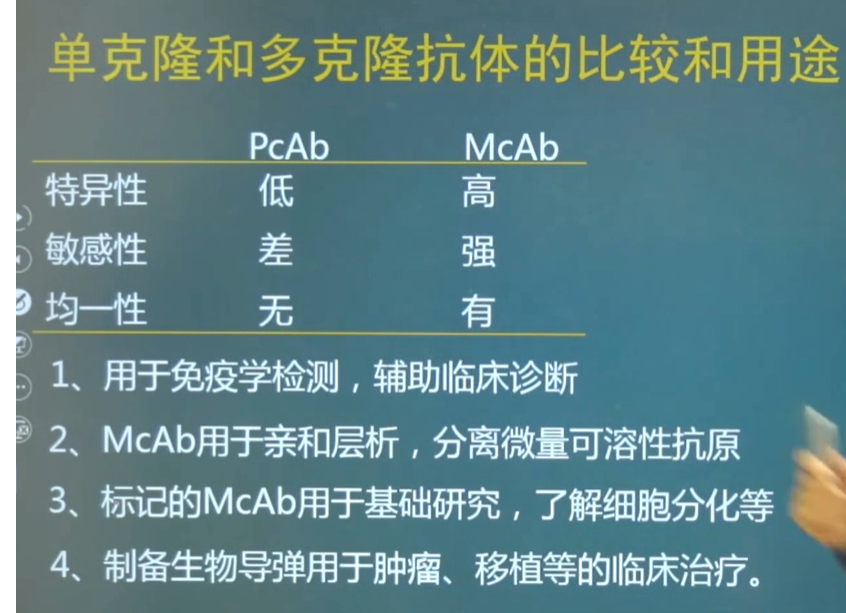 单克隆和多克隆抗体的比较和用途
PcAb McAb
特异性 低 高
敏感性 差 强
均一性 无 有
1、用于免疫学检测，辅助临床诊断
2、McAb用于亲和层析，分离微量可溶性抗原
3、标记的McAb用于基础研究，了解细胞分化等
4、制备生物导弹用于肿瘤、移植等的临床治疗。